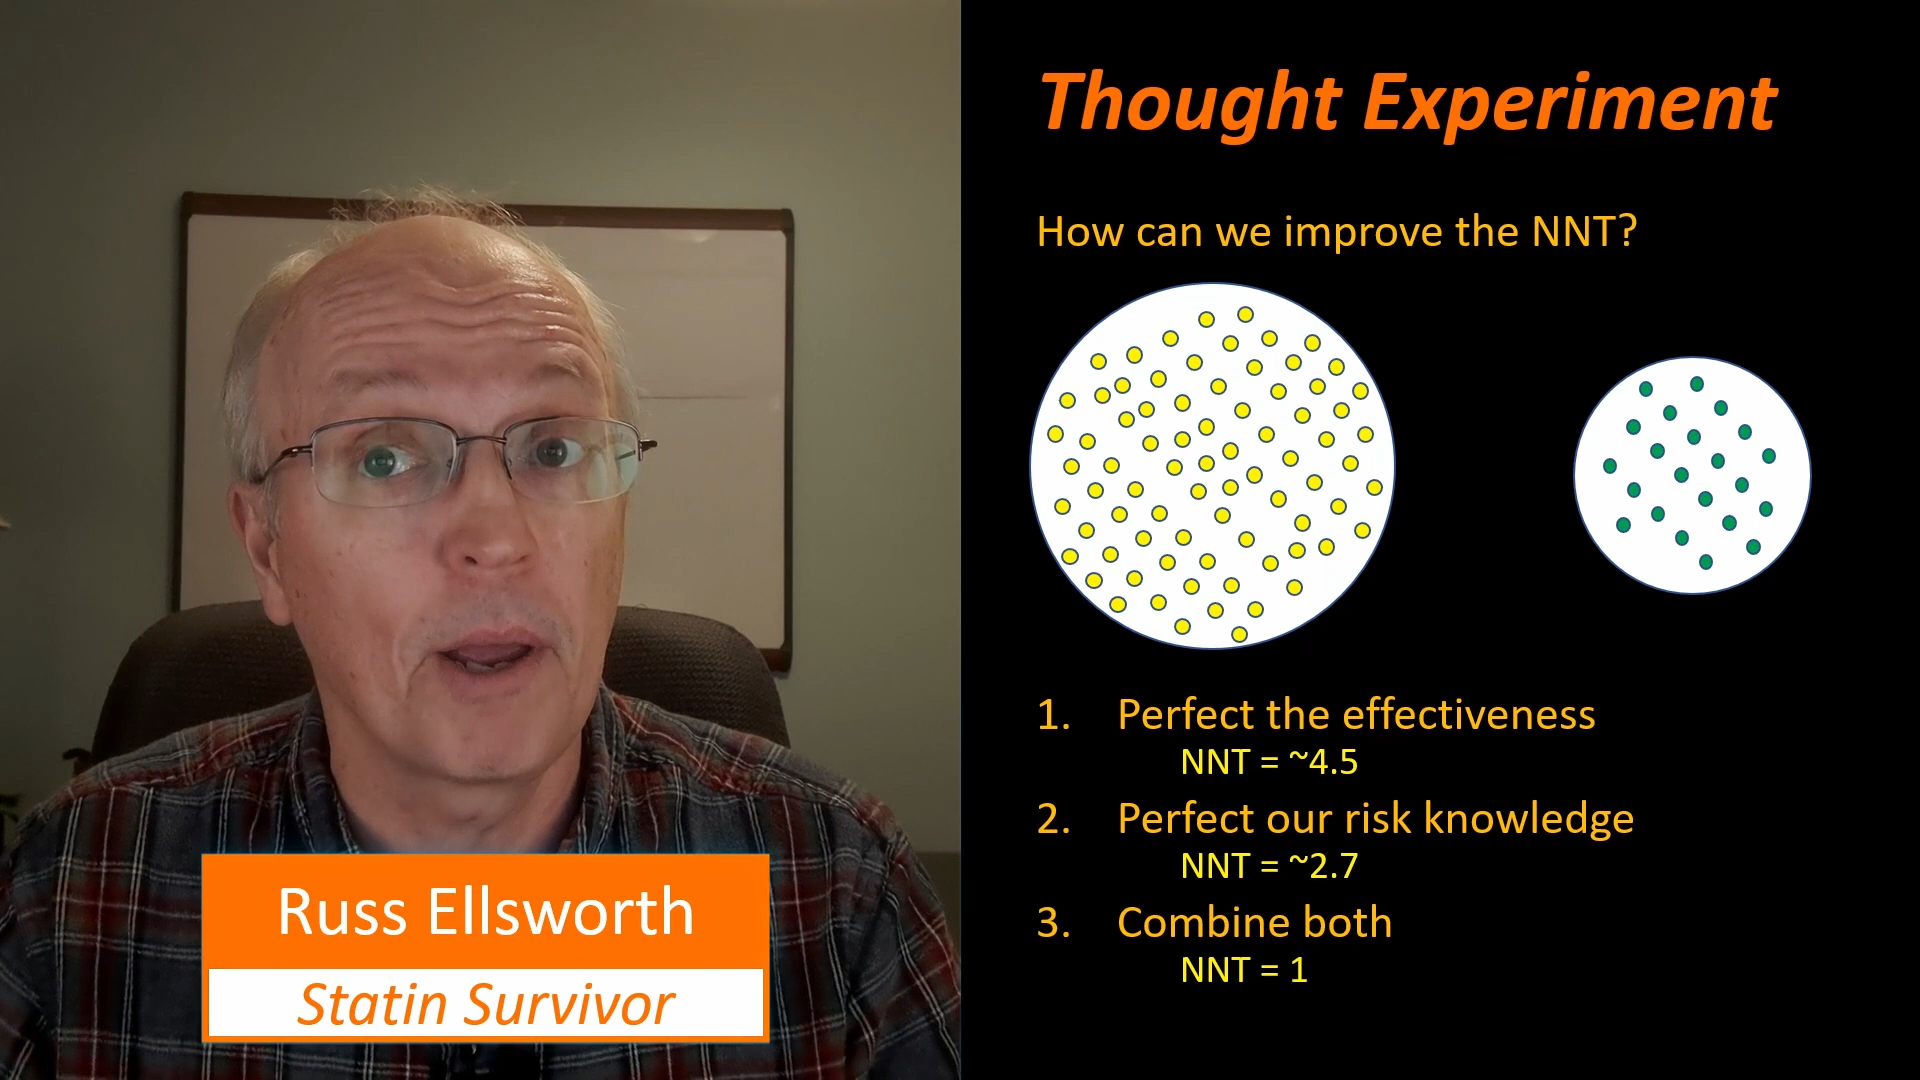 Thought Experiment
How can we improve the NNT?
1. Perfect the effectiveness
NNT = ~4.5
2. Perfect our risk knowledge
NNT = ~2.7
3. Combine both
NNT = 1
Russ Ellsworth
Statin Survivor